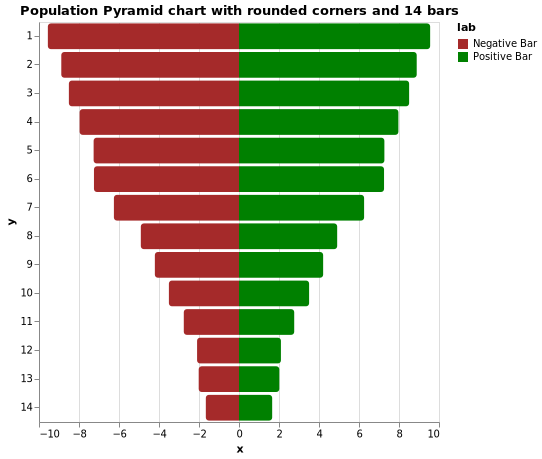 Population Pyramid chart with rounded corners and 14 bars
lab
Negative Bar
Positive Bar
y
1
2
3
4
5
6
7
8
9
10
11
12
13
14
−10 −8 −6 −4 −2 0 2 4 6 8 10
x